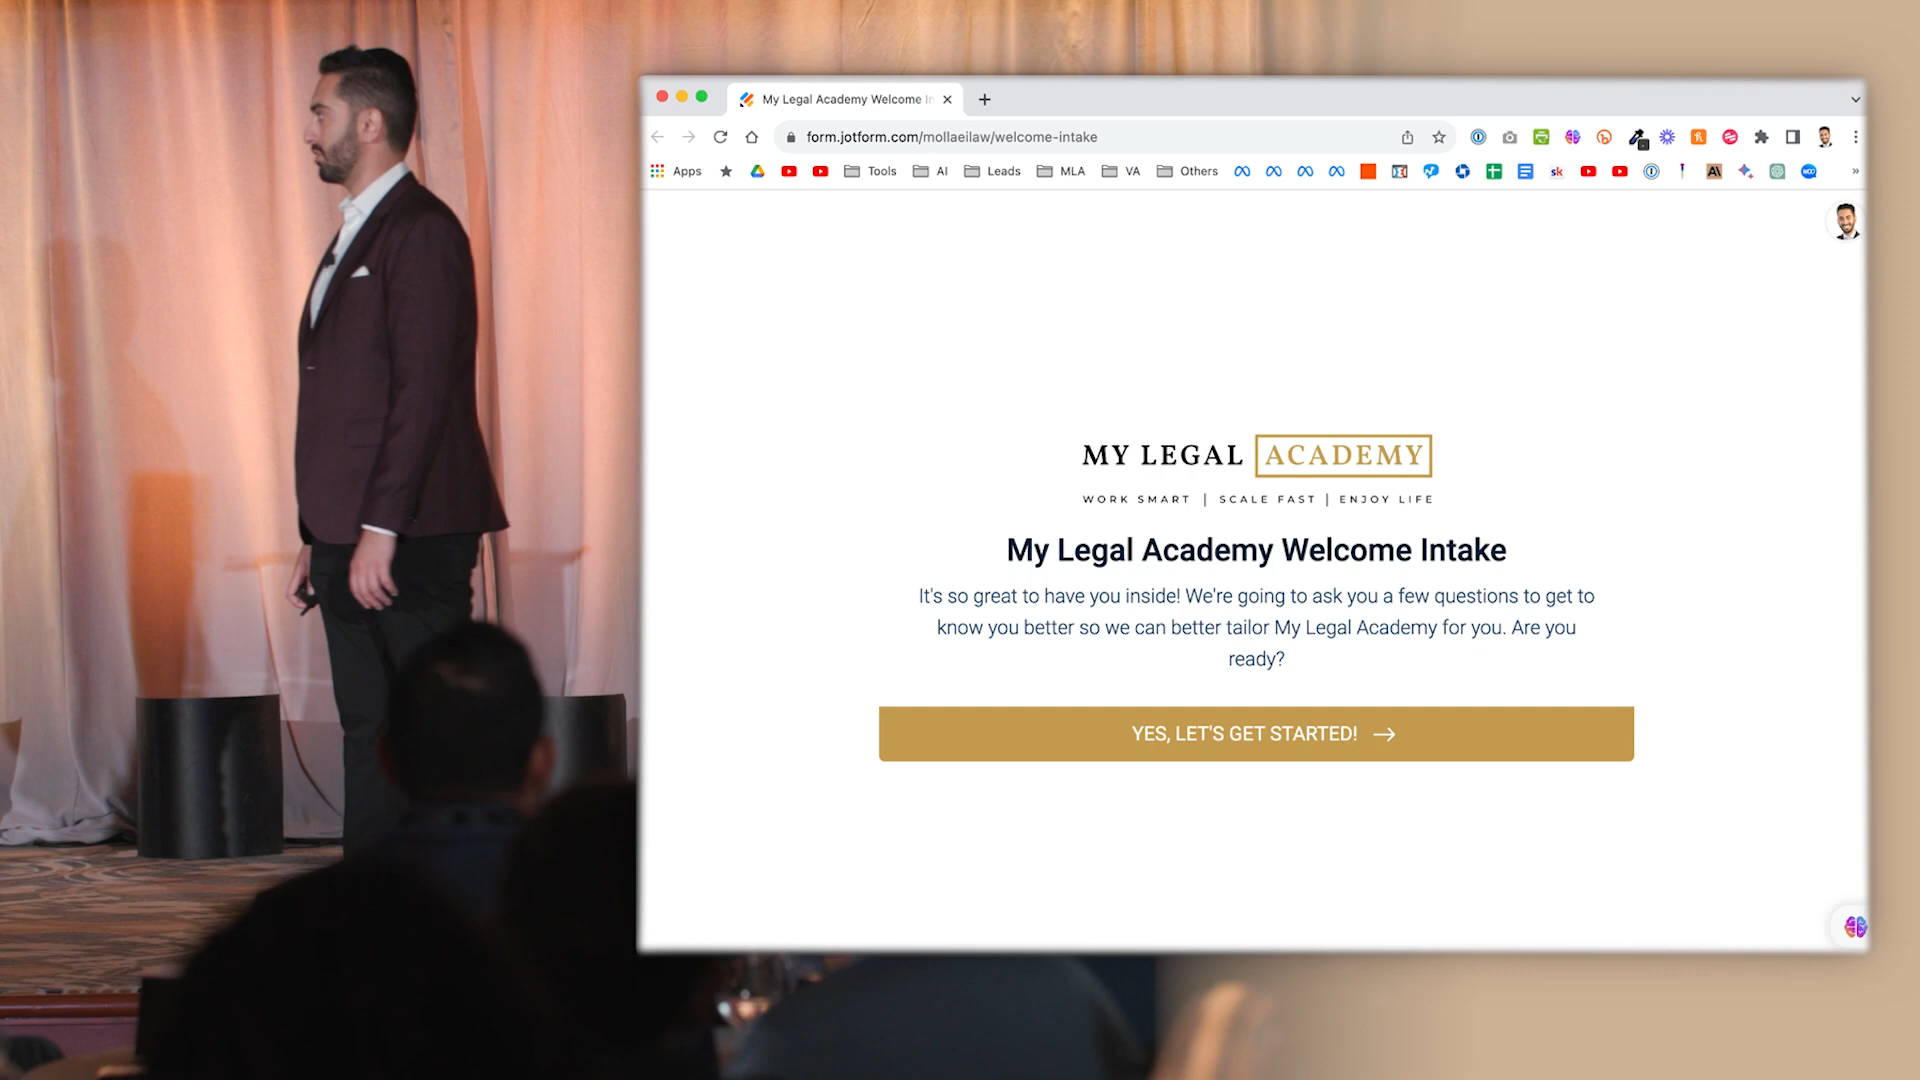 My Legal Academy Welcome In
form.jotform.com/mollaeilaw/welcome-intake
Apps Tools AI Leads MLA VA Others sk A\
MY LEGAL ACADEMY
WORK SMART | SCALE FAST | ENJOY LIFE
My Legal Academy Welcome Intake
It's so great to have you inside! We're going to ask you a few questions to get to
know you better so we can better tailor My Legal Academy for you. Are you
ready?
YES, LET'S GET STARTED! →